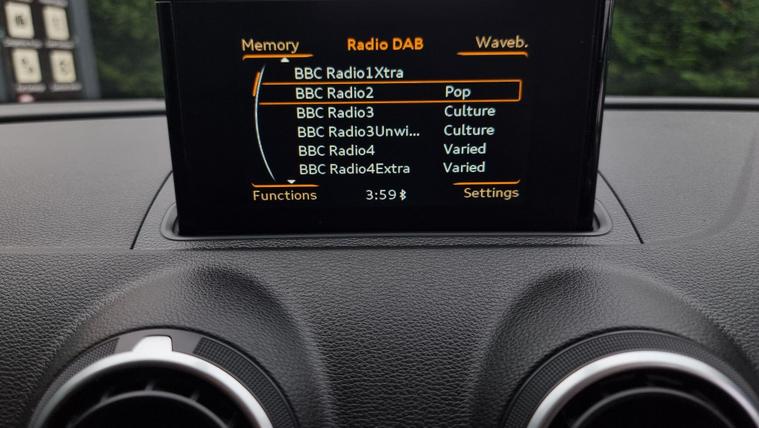 Memory Radio DAB Waveb.
BBC Radio1Xtra
BBC Radio2 Pop
BBC Radio3 Culture
BBC Radio3Unwi... Culture
BBC Radio4 Varied
BBC Radio4Extra Varied
Functions 3:59 Settings